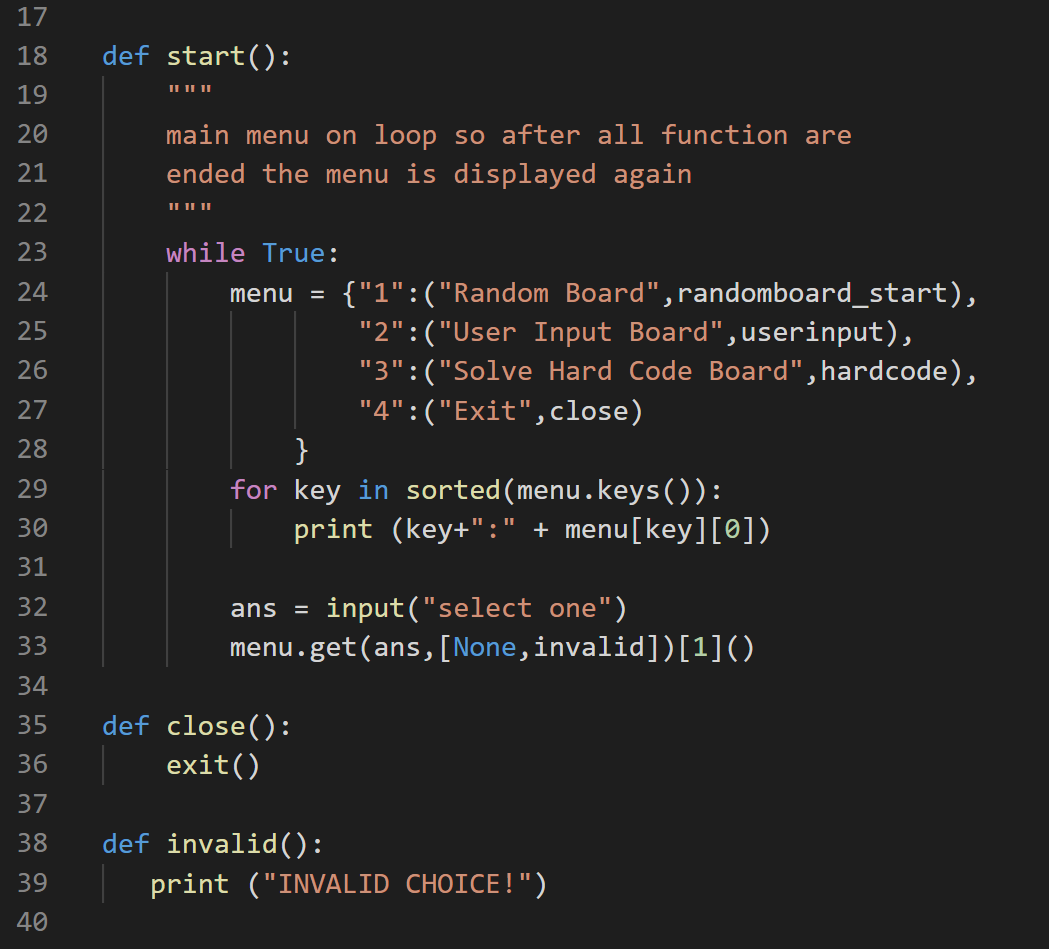 17
18 def start():
19 """
20 main menu on loop so after all function are
21 ended the menu is displayed again
22 """
23 while True:
24 menu = {"1":("Random Board",randomboard_start),
25 "2":("User Input Board",userinput),
26 "3":("Solve Hard Code Board",hardcode),
27 "4":("Exit",close)
28 }
29 for key in sorted(menu.keys()):
30 print (key+":" + menu[key][0])
31
32 ans = input("select one")
33 menu.get(ans,[None,invalid])[1]()
34
35 def close():
36 exit()
37
38 def invalid():
39 print ("INVALID CHOICE!")
40